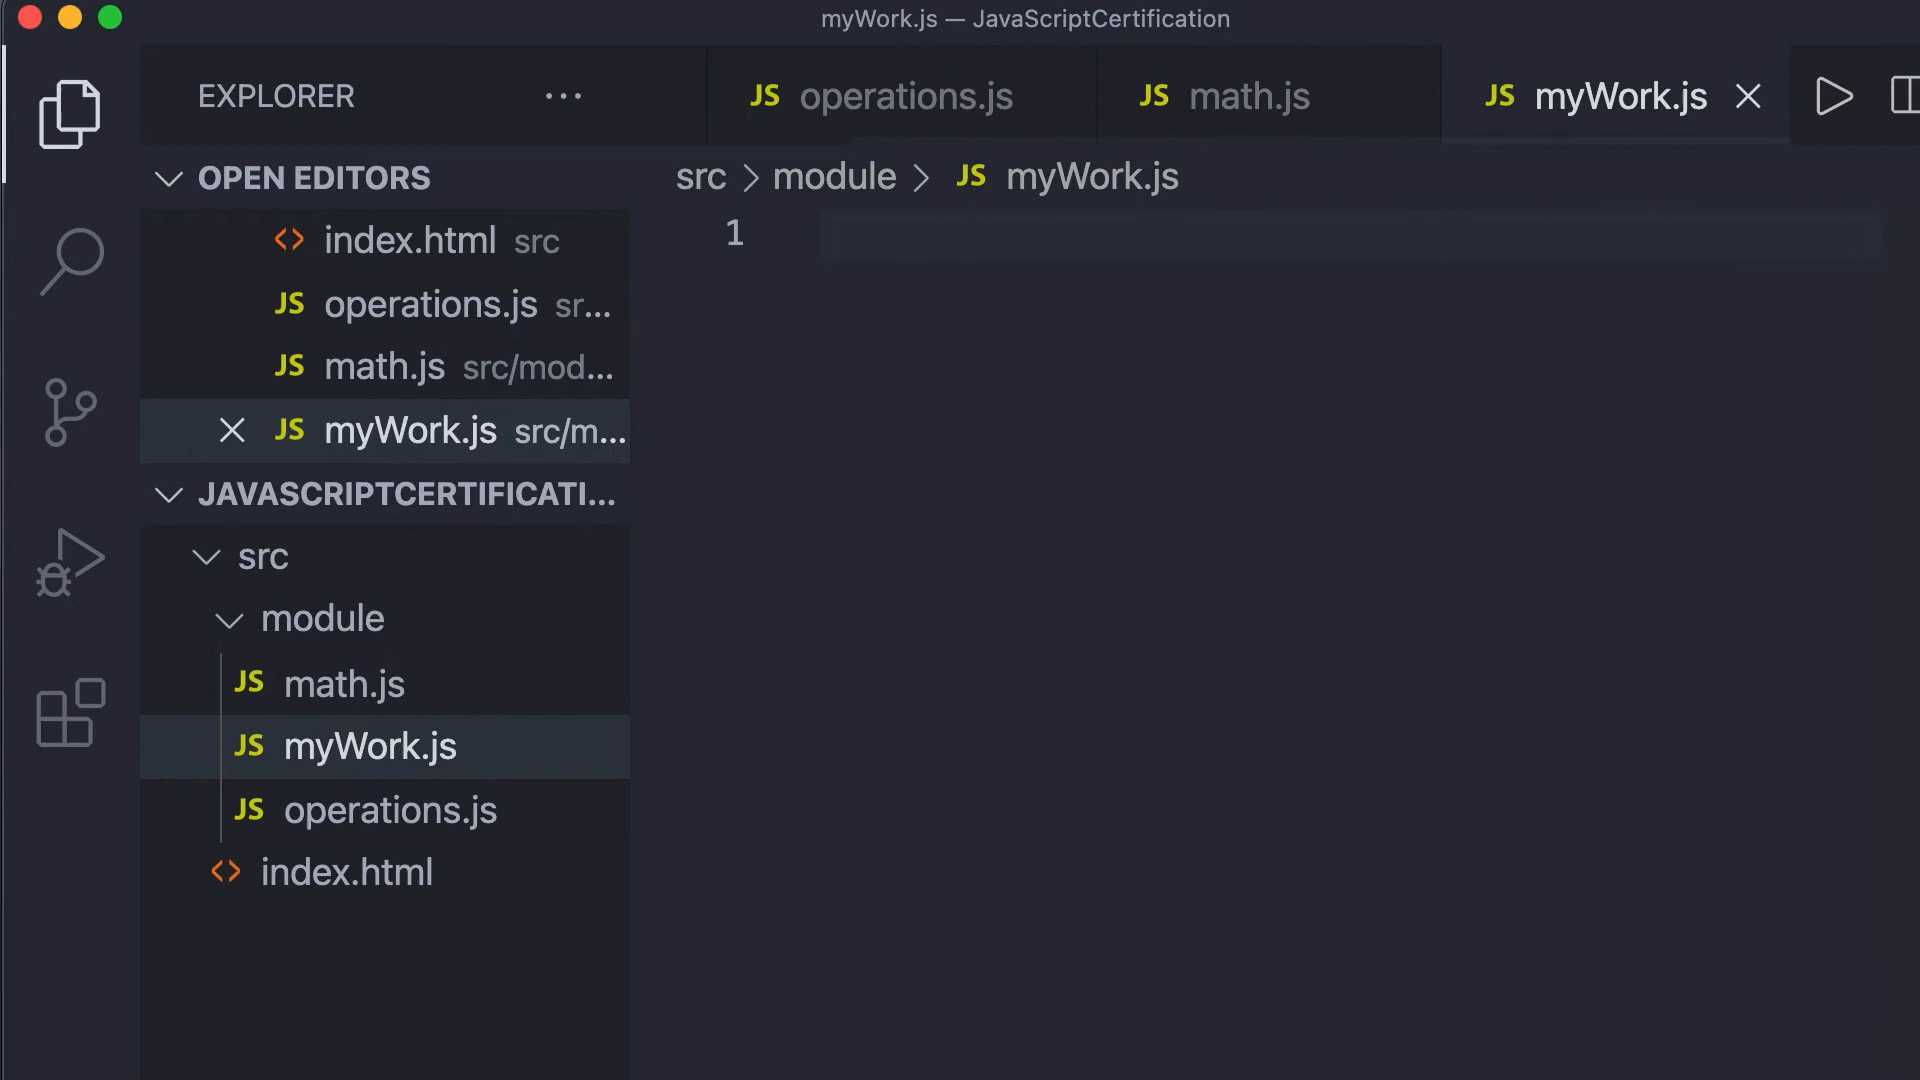 myWork.js — JavaScriptCertification
EXPLORER ...
JS operations.js
JS math.js
JS myWork.js
OPEN EDITORS
index.html src
JS operations.js sr...
JS math.js src/mod...
JS myWork.js src/m...
JAVASCRIPTCERTIFICATI...
src
module
JS math.js
JS myWork.js
JS operations.js
index.html
src > module > JS myWork.js
1